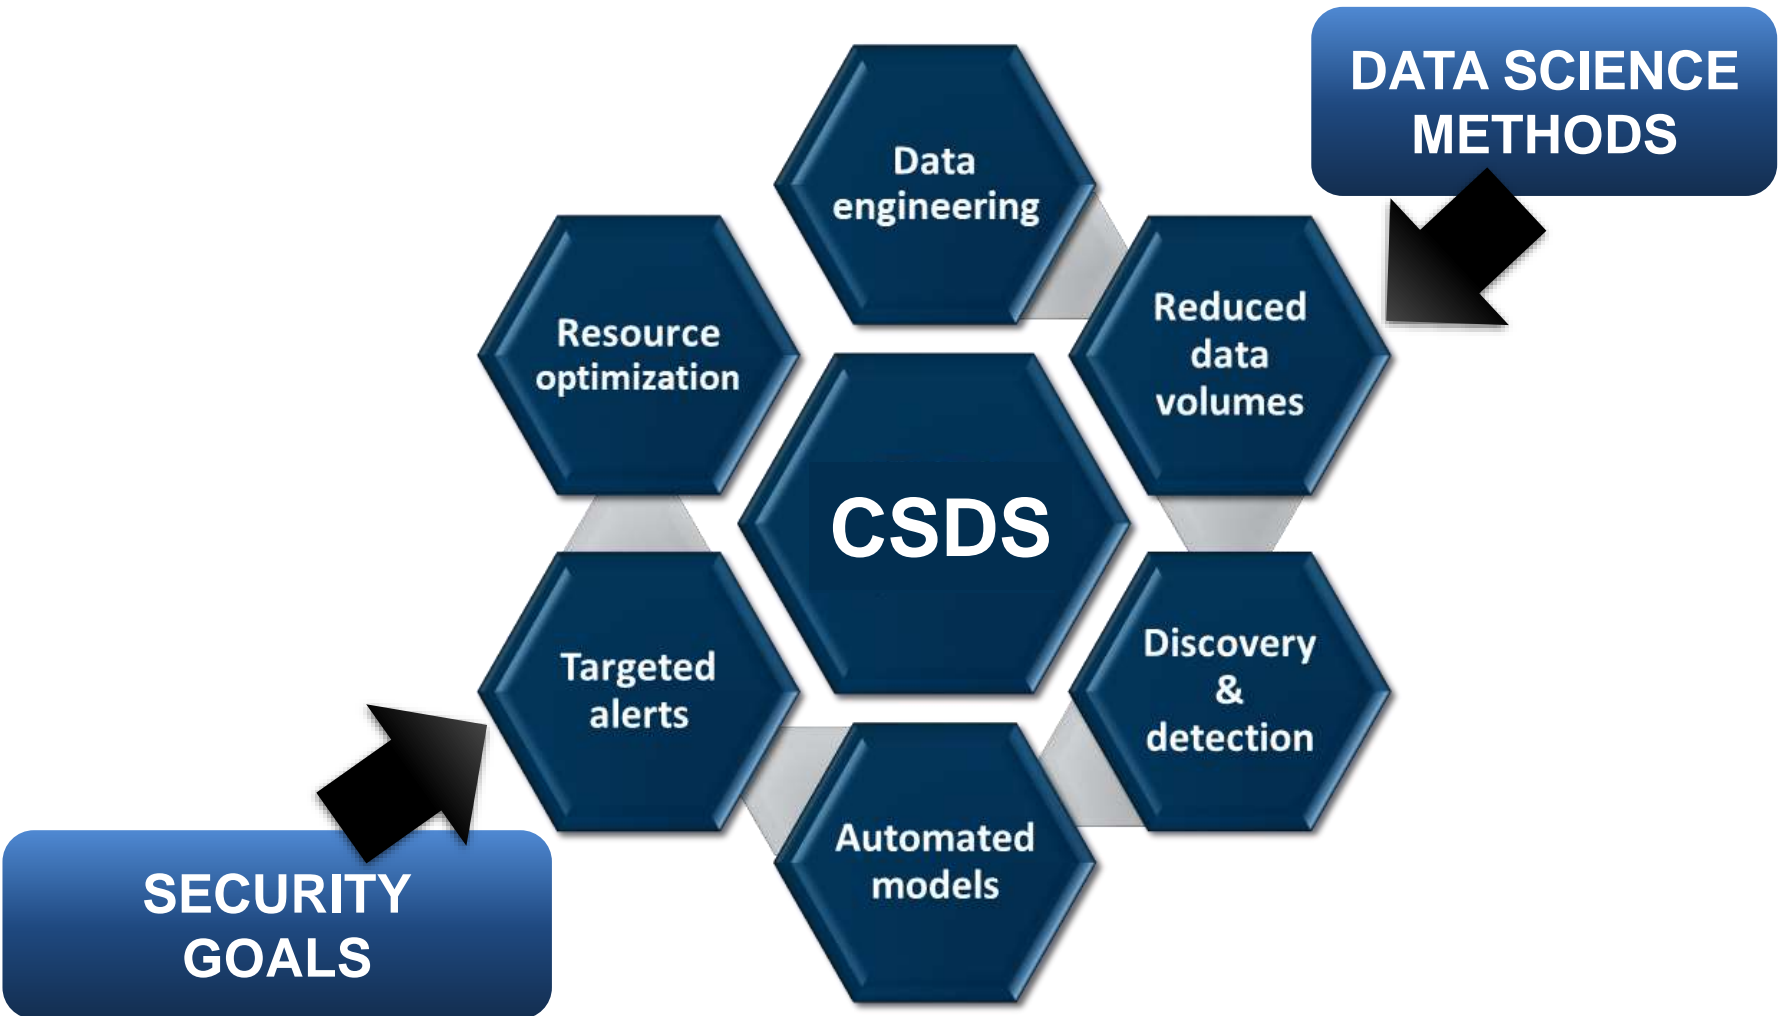 DATA SCIENCE
METHODS
Data
engineering
Reduced
data
volumes
Resource
optimization
CSDS
Discovery
&
detection
Targeted
alerts
Automated
models
SECURITY
GOALS